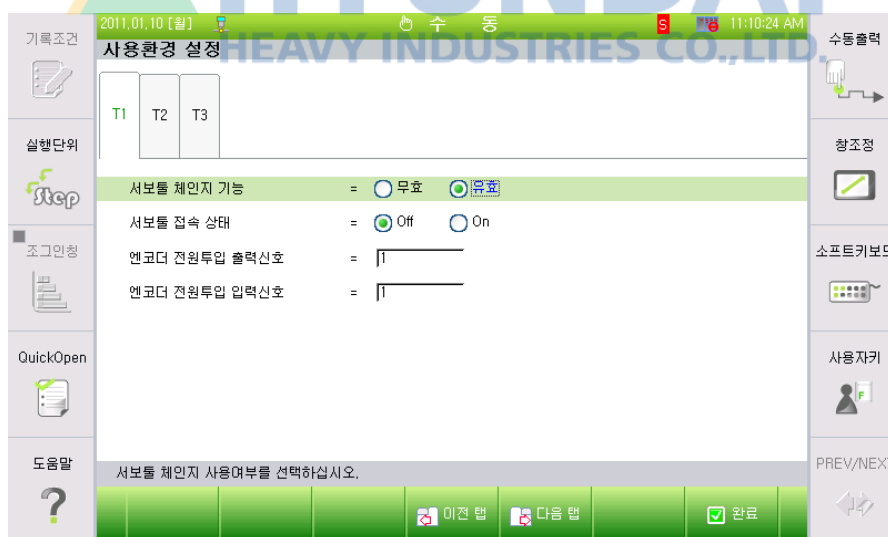 HYUNDAI
HEAVY INDUSTRIES CO.,LTD.
2011.01.10 [월] 수 동 S 11:10:24 AM
사용환경 설정
기록조건
실행단위
Step
조그인칭
QuickOpen
도움말
T1 T2 T3
서보툴 체인지 기능 = 무효 유효
서보툴 접속 상태 = Off On
엔코더 전원투입 출력신호 = 1
엔코더 전원투입 입력신호 = 1
서보툴 체인지 사용여부를 선택하십시오.
이전 탭 다음 탭 완료
수동출력
창조정
소프트키보드
사용자키
F
PREV/NEXT